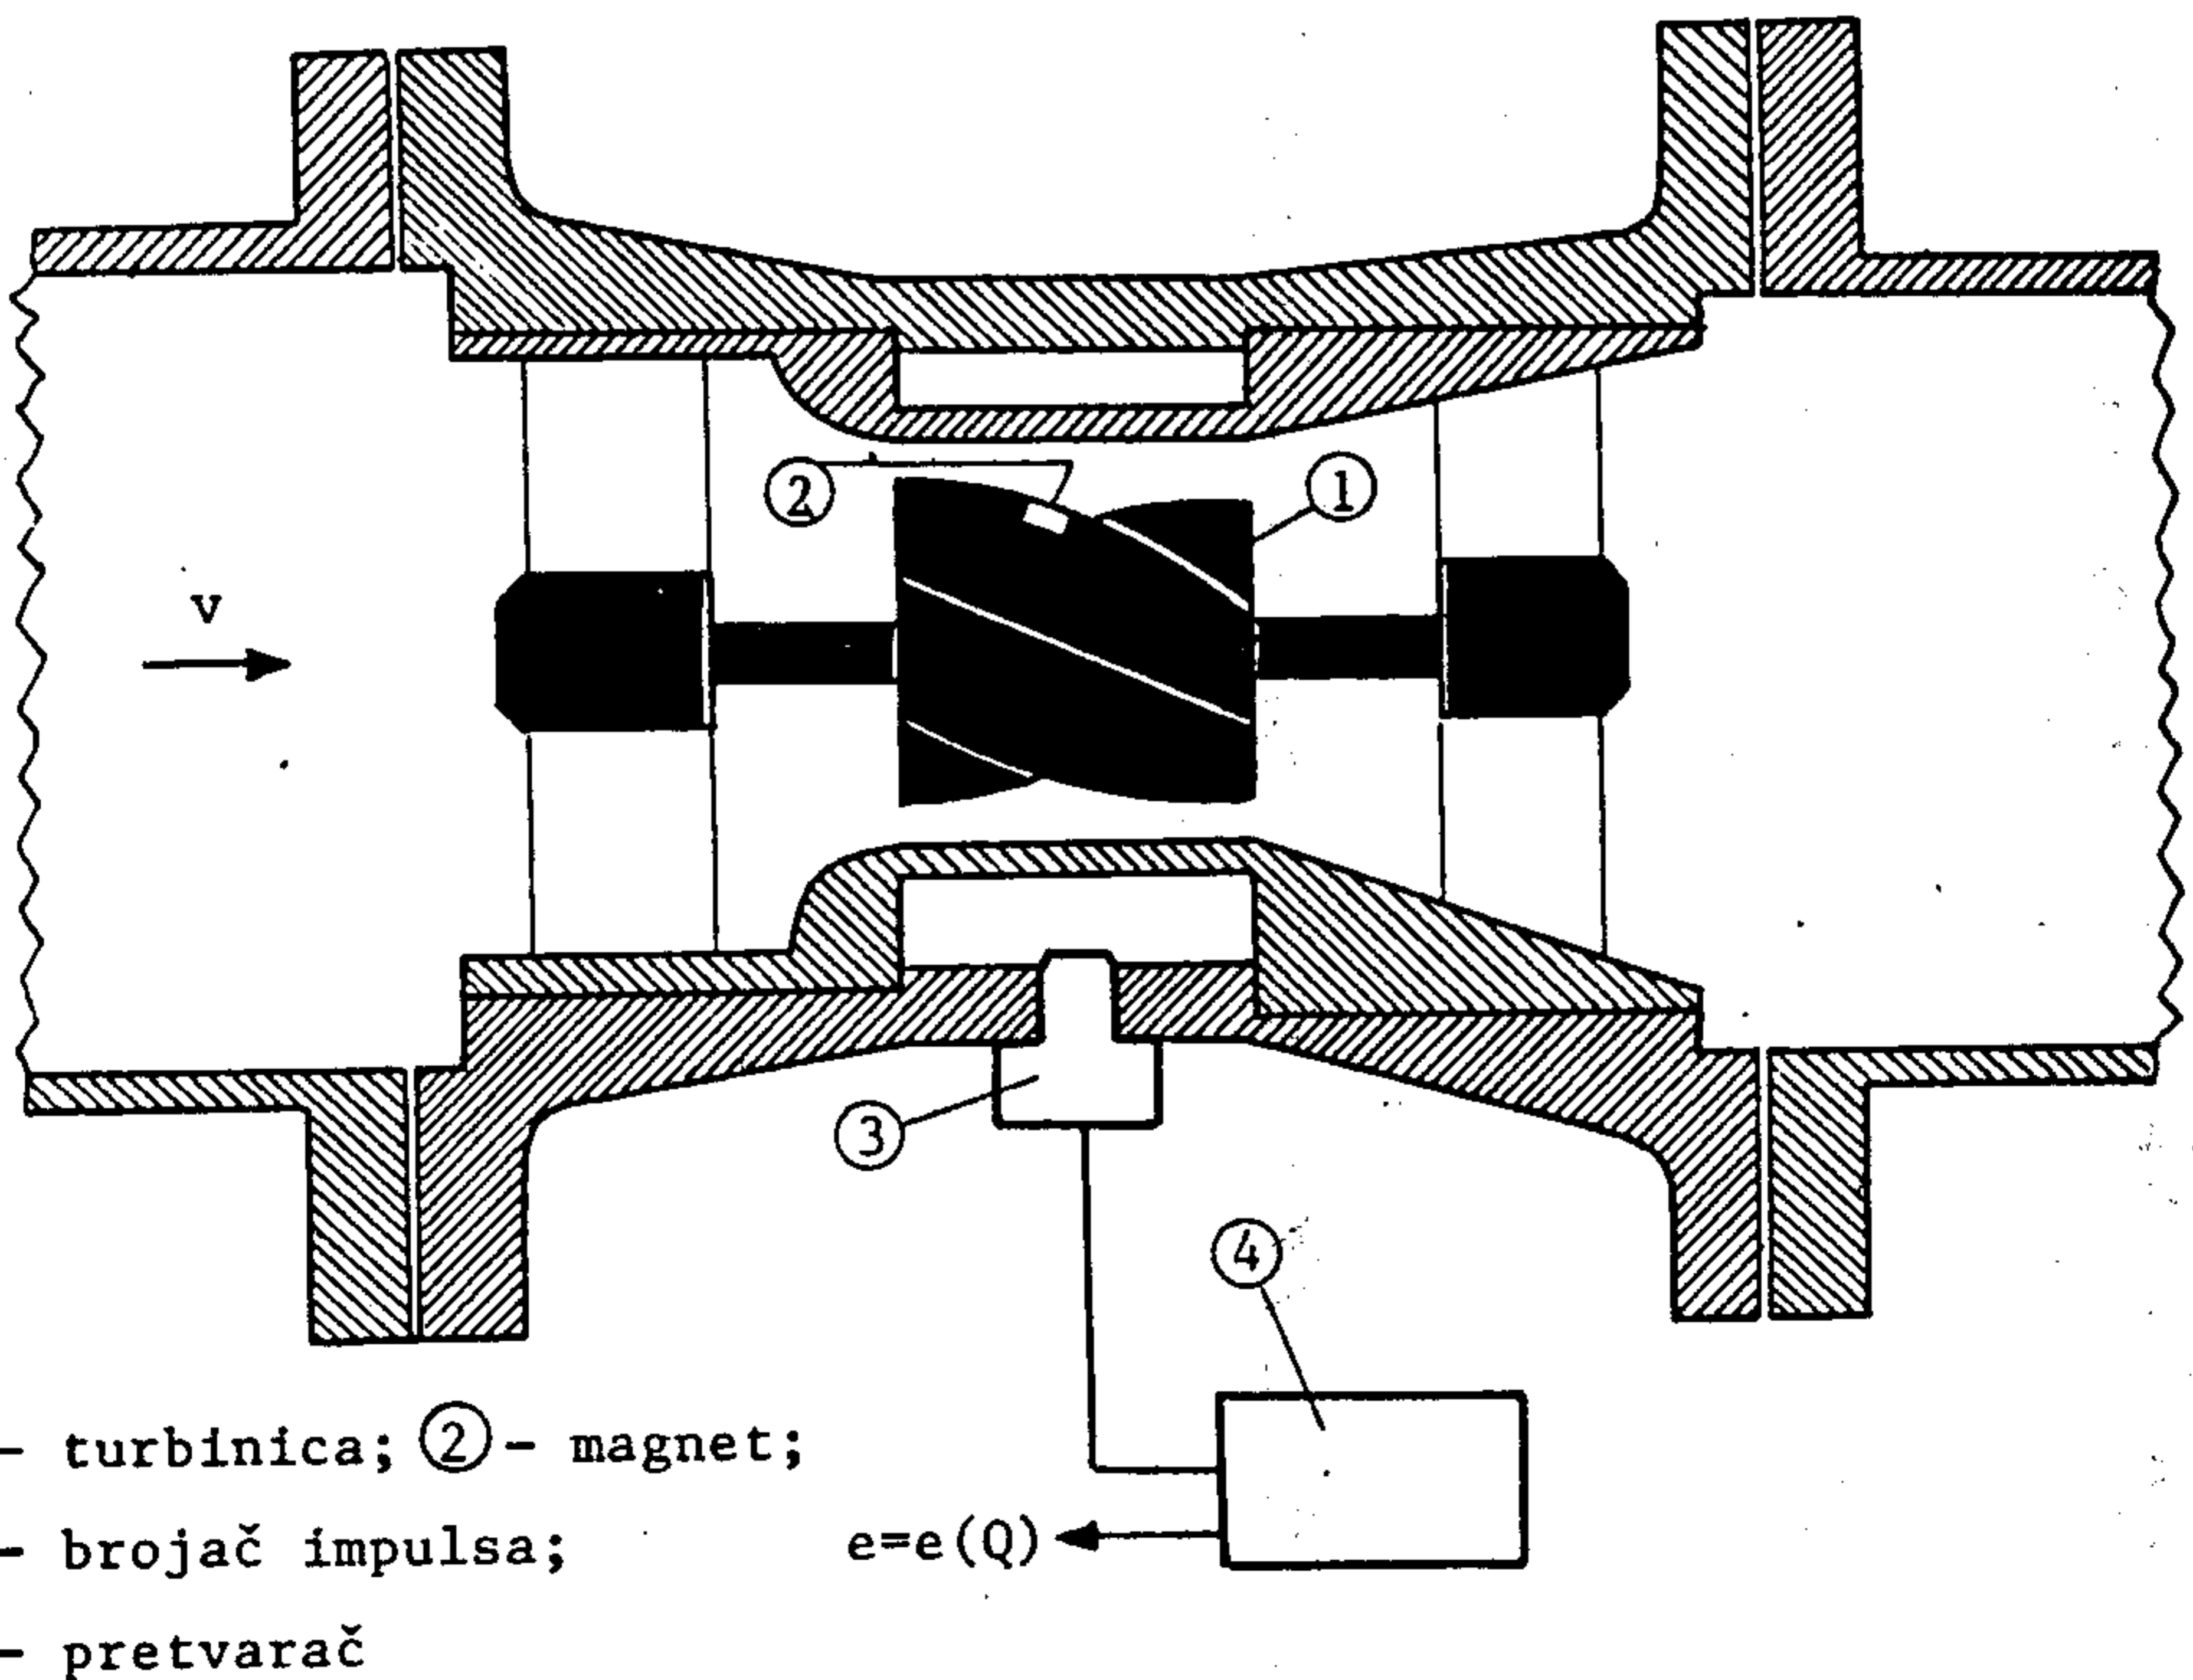 ② ①
v
③
④
– turbinica; ② – magnet;
– brojač impulsa;
e=e(Q)
– pretvarač